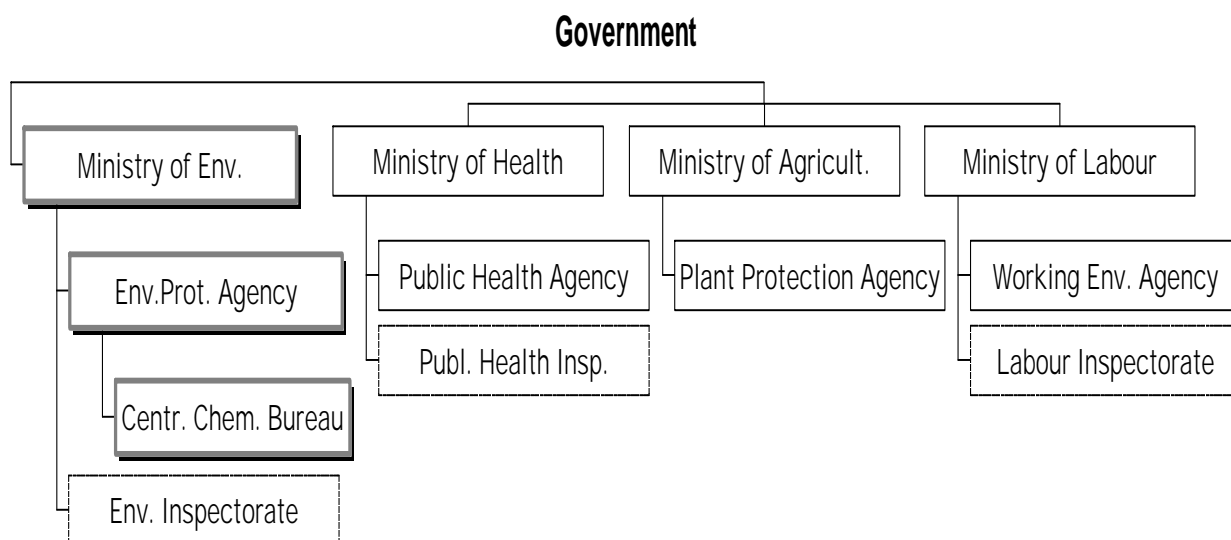 Government
Ministry of Env.
Ministry of Health
Ministry of Agricult.
Ministry of Labour
Env.Prot. Agency
Public Health Agency
Plant Protection Agency
Working Env. Agency
Publ. Health Insp.
Labour Inspectorate
Centr. Chem. Bureau
Env. Inspectorate